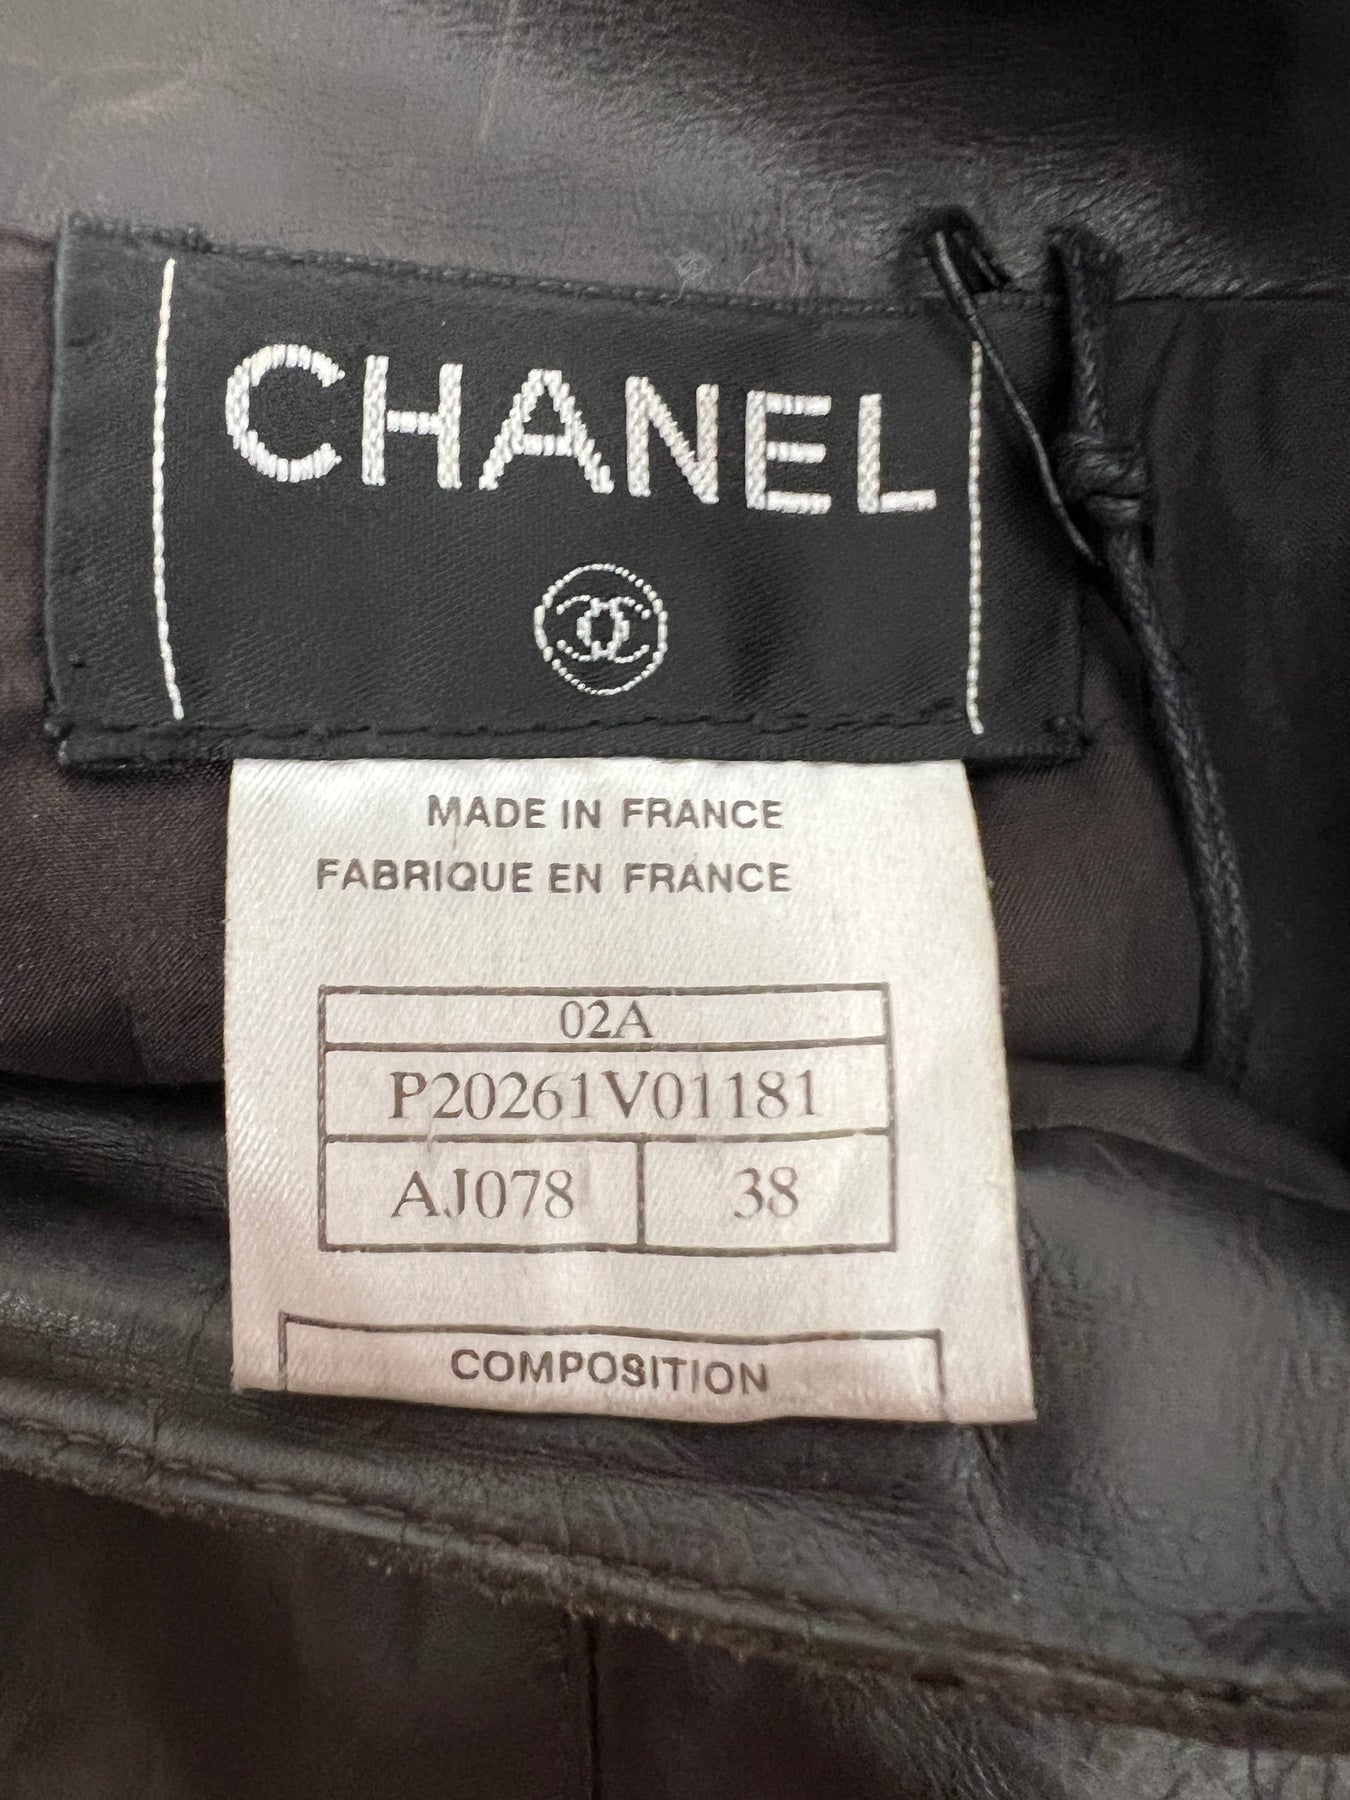 CHANEL
MADE IN FRANCE
FABRIQUE EN FRANCE
02A
P20261V01181
AJ078 38
COMPOSITION